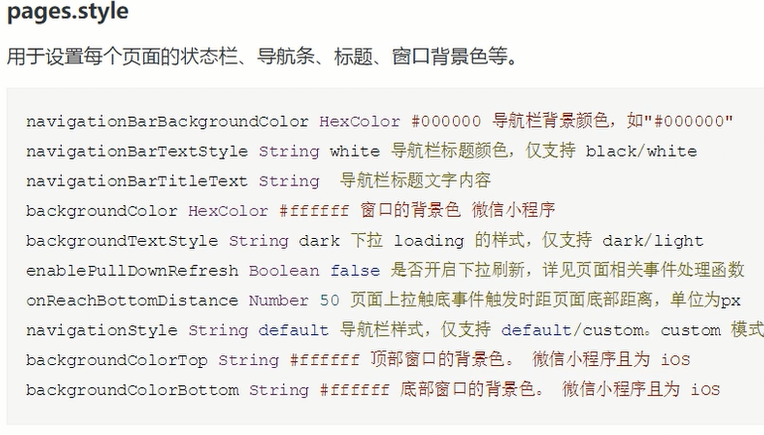 pages.style
用于设置每个页面的状态栏、导航条、标题、窗口背景色等。
navigationBarBackgroundColor HexColor #000000 导航栏背景颜色，如"#000000"
navigationBarTextStyle String white 导航栏标题颜色，仅支持 black/white
navigationBarTitleText String 导航栏标题文字内容
backgroundColor HexColor #ffffff 窗口的背景色 微信小程序
backgroundTextStyle String dark 下拉 loading 的样式，仅支持 dark/light
enablePullDownRefresh Boolean false 是否开启下拉刷新，详见页面相关事件处理函数
onReachBottomDistance Number 50 页面上拉触底事件触发时距页面底部距离，单位为px
navigationStyle String default 导航栏样式，仅支持 default/custom。custom 模式
backgroundColorTop String #ffffff 顶部窗口的背景色。 微信小程序且为 iOS
backgroundColorBottom String #ffffff 底部窗口的背景色。 微信小程序且为 iOS